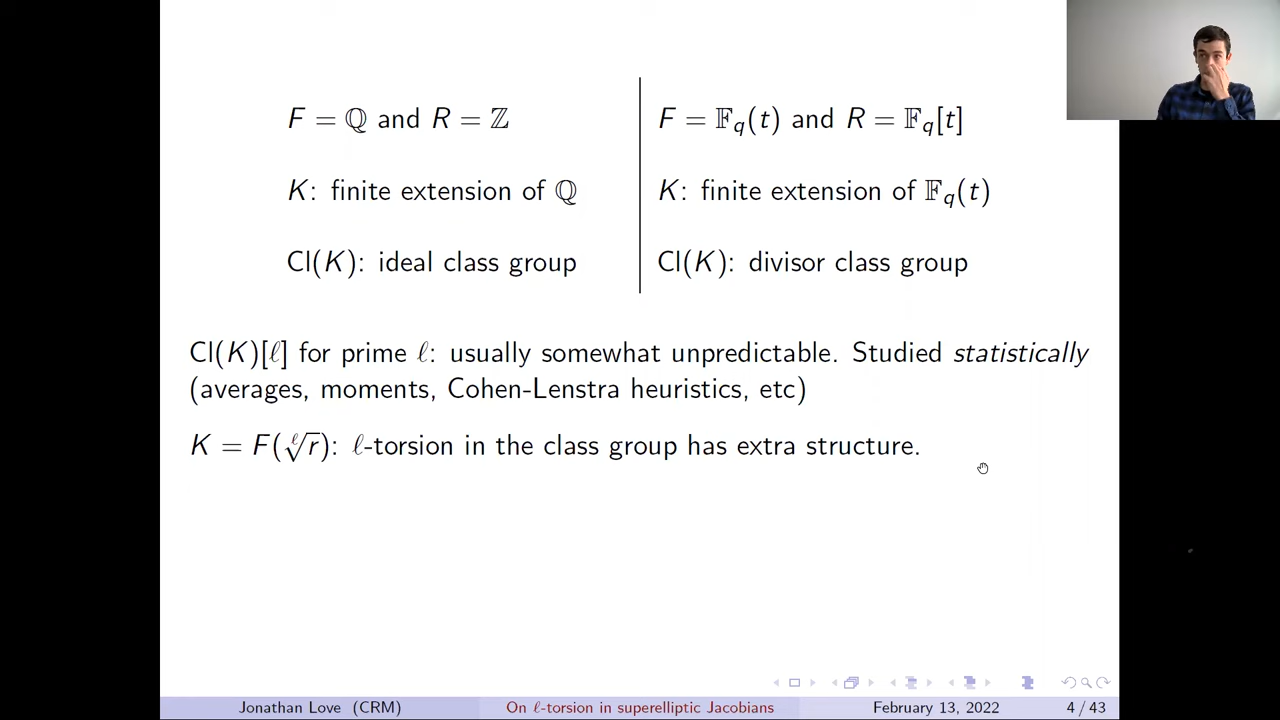 F = ℚ and R = ℤ
K: finite extension of ℚ
Cl(K): ideal class group
F = 𝔽_q(t) and R = 𝔽_q[t]
K: finite extension of 𝔽_q(t)
Cl(K): divisor class group
Cl(K)[ℓ] for prime ℓ: usually somewhat unpredictable. Studied statistically
(averages, moments, Cohen-Lenstra heuristics, etc)
K = F(\sqrt[ℓ]{r}): ℓ-torsion in the class group has extra structure.
Jonathan Love (CRM) On ℓ-torsion in superelliptic Jacobians February 13, 2022 4 / 43